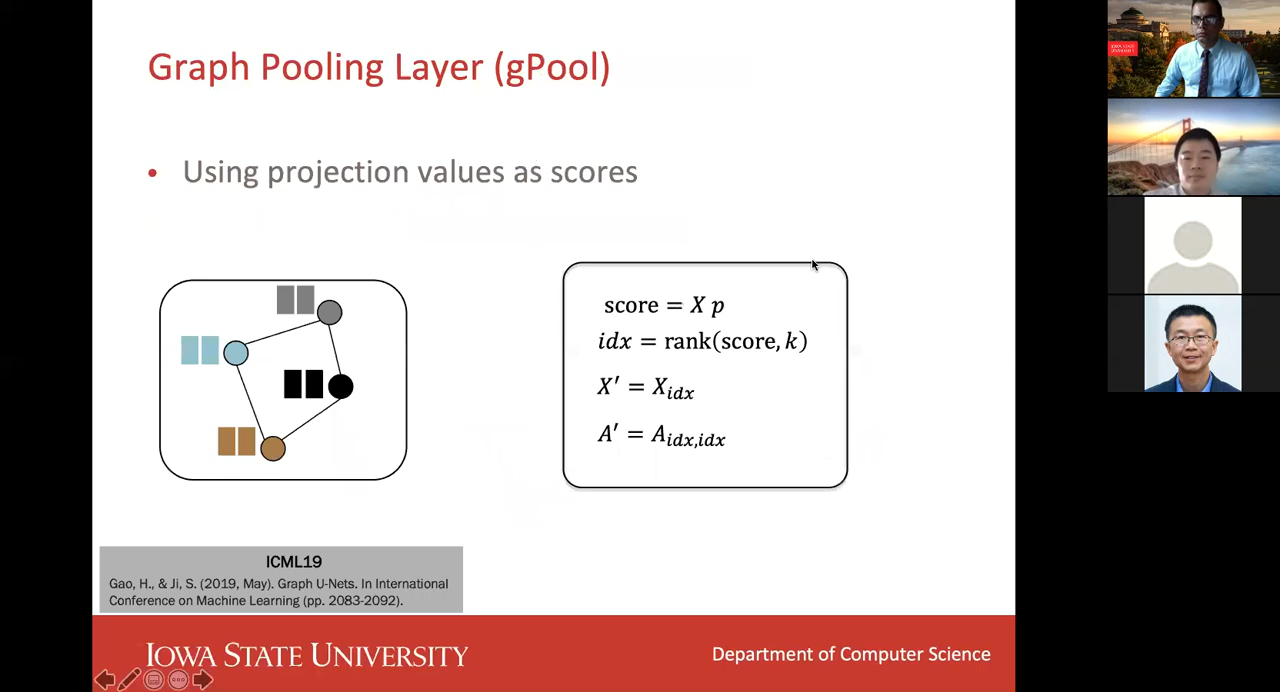 Graph Pooling Layer (gPool)
• Using projection values as scores
score = X p
idx = rank(score, k)
X′ = X_idx
A′ = A_idx,idx
ICML19
Gao, H., & Ji, S. (2019, May). Graph U-Nets. In International
Conference on Machine Learning (pp. 2083-2092).
IOWA STATE UNIVERSITY
Department of Computer Science
IOWA STATE